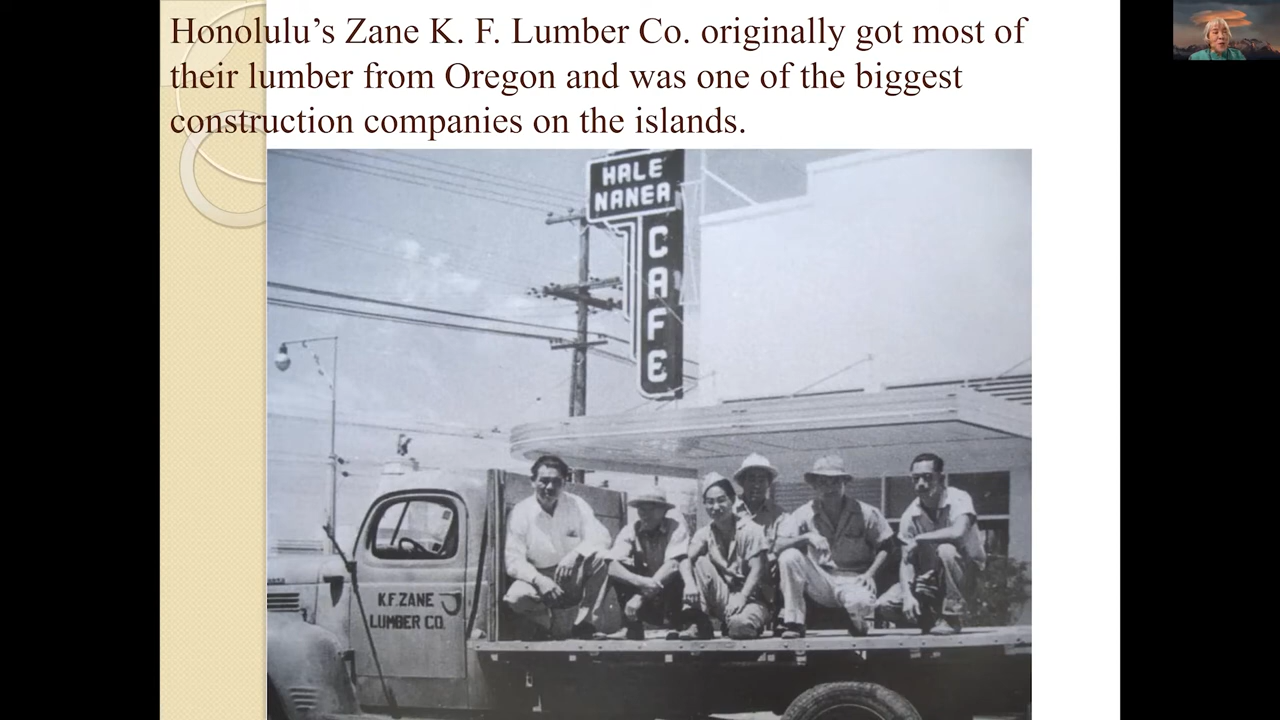 Honolulu’s Zane K. F. Lumber Co. originally got most of
their lumber from Oregon and was one of the biggest
construction companies on the islands.
HALE
NANEA
CAFE
K.F. ZANE
LUMBER CO.